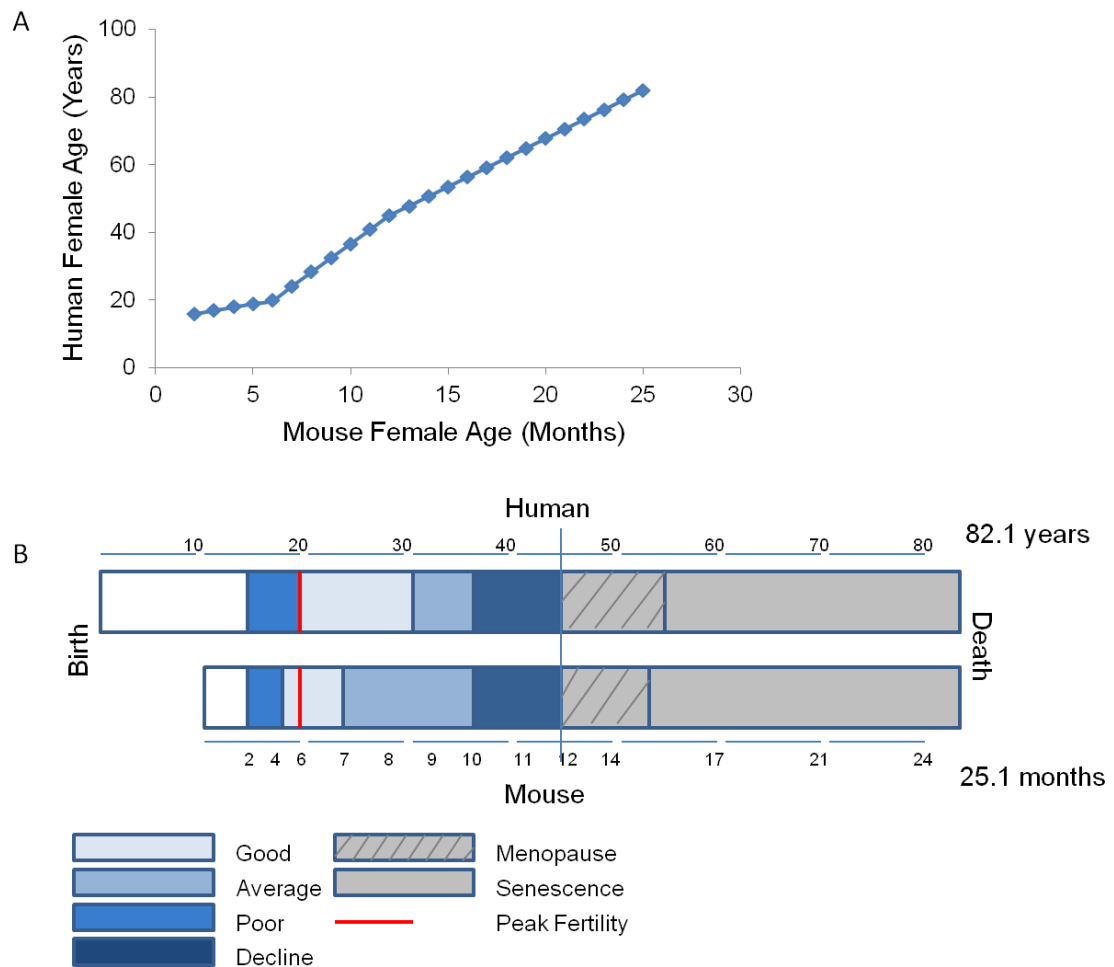 A
100
80
60
40
20
0
Human Female Age (Years)
0 5 10 15 20 25 30
Mouse Female Age (Months)
Human
B
10 20 30 40 50 60 70 80
82.1 years
Birth
Death
2 4 6 7 8 9 10 11 12 14 17 21 24
25.1 months
Mouse
Good
Average
Poor
Decline
Menopause
Senescence
Peak Fertility